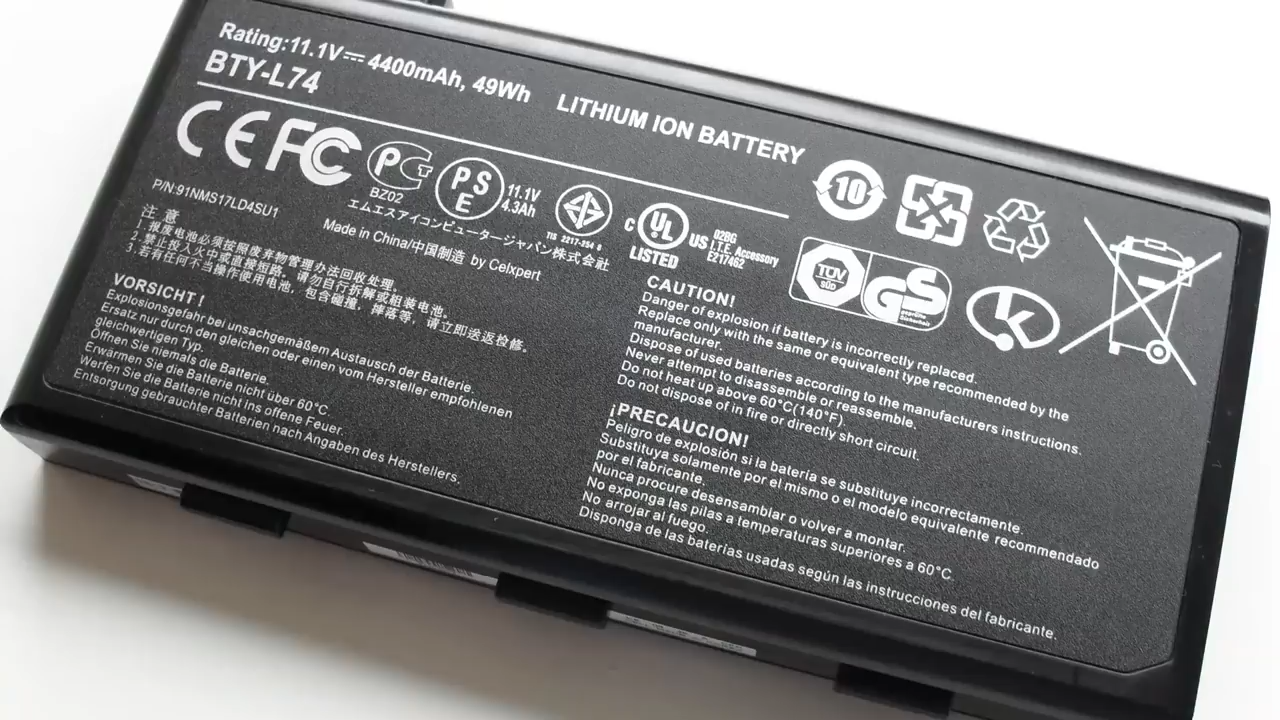 Rating:11.1V⎓4400mAh, 49Wh
LITHIUM ION BATTERY
BTY-L74
CE FC
PG
BZ02
PS
E
11.1V
4.3Ah
TIS 2217-254 8
エムエスアイコンピュータージャパン株式会社
P/N:91NMS17LD4SU1
Made in China/中国制造 by Celxpert
C UL US
LISTED
02BG
I.T.E. Accessory
E217462
10
TÜV
SÜD
GS
geprüfte
Sicherheit
K
注意
1.报废电池必须按照废弃物管理办法回收处理.
2.禁止投入火中或直接短路. 请勿自行拆解或组装电池.
3.若有任何不当操作使用电池, 包含碰撞, 摔落等, 请立即送返检修.
VORSICHT !
Explosionsgefahr bei unsachgemäßem Austausch der Batterie.
Ersatz nur durch den gleichen oder einen vom Hersteller empfohlenen
gleichwertigen Typ.
Öffnen Sie niemals die Batterie.
Erwärmen Sie die Batterie nicht über 60°C.
Werfen Sie die Batterie nicht ins offene Feuer.
Entsorgung gebrauchter Batterien nach Angaben des Herstellers.
CAUTION!
Danger of explosion if battery is incorrectly replaced.
Replace only with the same or equivalent type recommended by the
manufacturer.
Dispose of used batteries according to the manufacturers instructions.
Never attempt to disassemble or reassemble.
Do not heat up above 60°C(140°F).
Do not dispose of in fire or directly short circuit.
¡PRECAUCION!
Peligro de explosión si la batería se substituye incorrectamente.
Substituya solamente por el mismo o el modelo equivalente recomendado
por el fabricante.
Nunca procure desensamblar o volver a montar.
No exponga las pilas a temperaturas superiores a 60°C.
No arrojar al fuego.
Disponga de las baterías usadas según las instrucciones del fabricante.